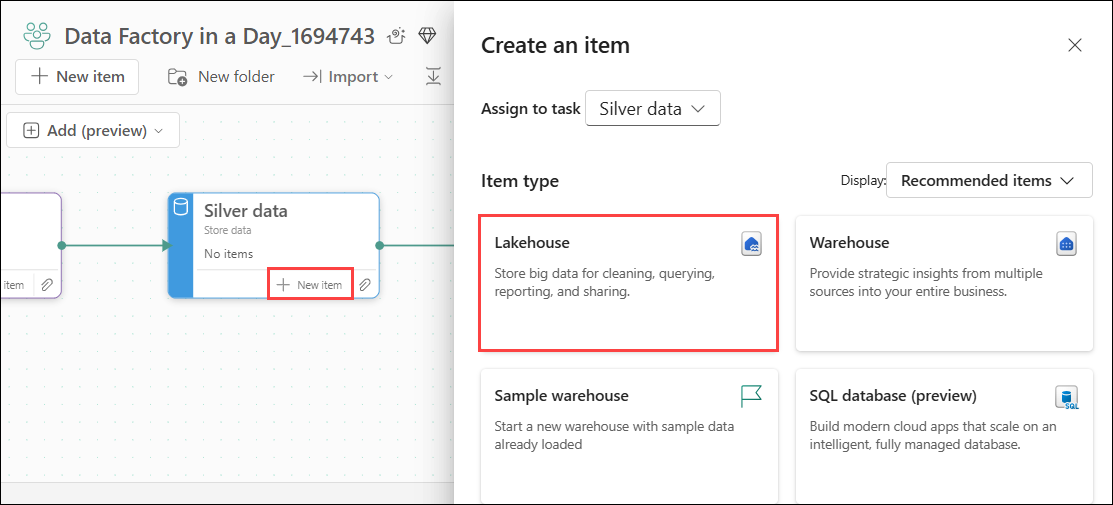 Data Factory in a Day_1694743
New item
New folder
Import
Add (preview)
item
Silver data
Store data
No items
New item
Create an item
Assign to task
Silver data
Item type
Display:
Recommended items
Lakehouse
Store big data for cleaning, querying,
reporting, and sharing.
Warehouse
Provide strategic insights from multiple
sources into your entire business.
Sample warehouse
Start a new warehouse with sample data
already loaded
SQL database (preview)
SQL
Build modern cloud apps that scale on an
intelligent, fully managed database.